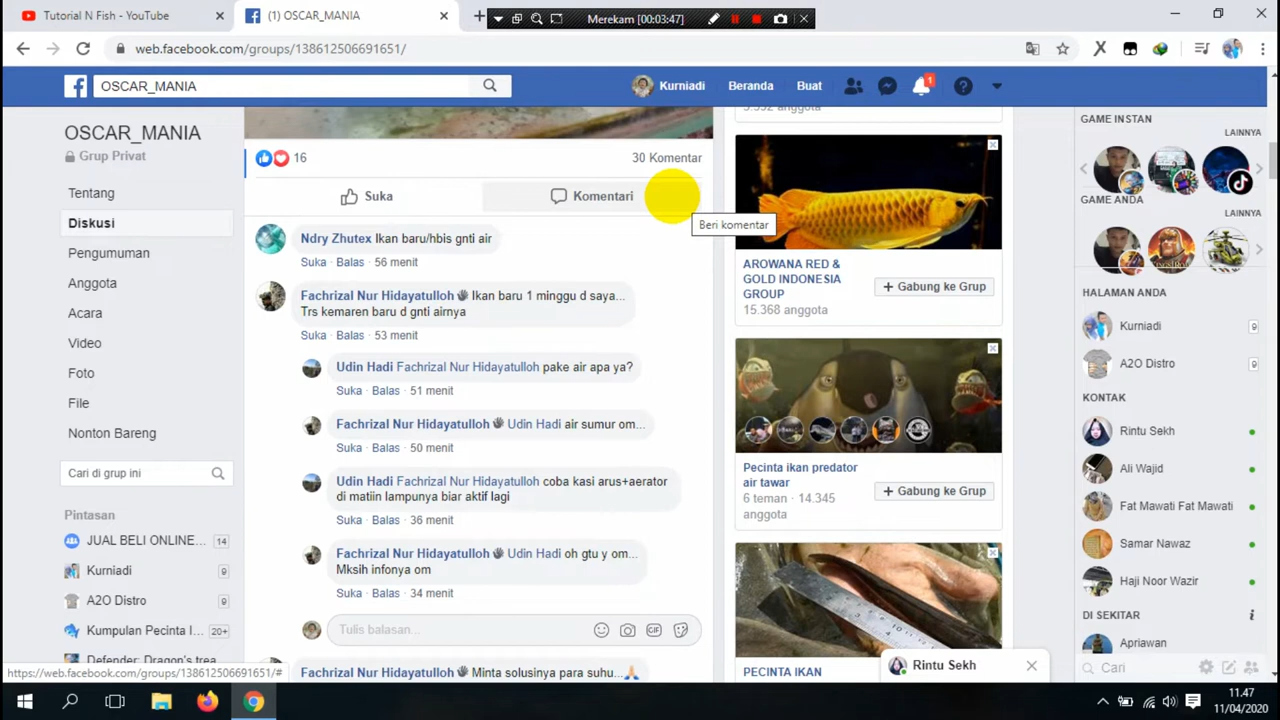 Tutorial N Fish - YouTube
(1) OSCAR_MANIA
Merekam [00:03:47]
web.facebook.com/groups/138612506691651/
OSCAR_MANIA
Kurniadi
Beranda
Buat
1
OSCAR_MANIA
Grup Privat
Tentang
Diskusi
Pengumuman
Anggota
Acara
Video
Foto
File
Nonton Bareng
Cari di grup ini
Pintasan
JUAL BELI ONLINE... 14
Kurniadi 9
A2O Distro 9
Kumpulan Pecinta I... 20+
Defender: Dragon's trea
https://web.facebook.com/groups/138612506691651/#
16
30 Komentar
Suka
Komentari
Beri komentar
Ndry Zhutex Ikan baru/hbis gnti air
Suka · Balas · 56 menit
Fachrizal Nur Hidayatulloh Ikan baru 1 minggu d saya...
Trs kemaren baru d gnti airnya
Suka · Balas · 53 menit
Udin Hadi Fachrizal Nur Hidayatulloh pake air apa ya?
Suka · Balas · 51 menit
Fachrizal Nur Hidayatulloh Udin Hadi air sumur om...
Suka · Balas · 50 menit
Udin Hadi Fachrizal Nur Hidayatulloh coba kasi arus+aerator
di matiin lampunya biar aktif lagi
Suka · Balas · 36 menit
Fachrizal Nur Hidayatulloh Udin Hadi oh gtu y om...
Mksih infonya om
Suka · Balas · 34 menit
Tulis balasan...
GIF
Fachrizal Nur Hidayatulloh Minta solusinya para suhu...🙏
anggota
AROWANA RED &
GOLD INDONESIA
GROUP
15.368 anggota
+ Gabung ke Grup
Pecinta ikan predator
air tawar
6 teman · 14.345
anggota
+ Gabung ke Grup
PECINTA IKAN
GAME INSTAN
LAINNYA
GAME ANDA
LAINNYA
HALAMAN ANDA
Kurniadi 9
A2O Distro 9
KONTAK
Rintu Sekh
Ali Wajid
Fat Mawati Fat Mawati
Samar Nawaz
Haji Noor Wazir
DI SEKITAR
Apriawan
Rintu Sekh
Cari
11.47
11/04/2020